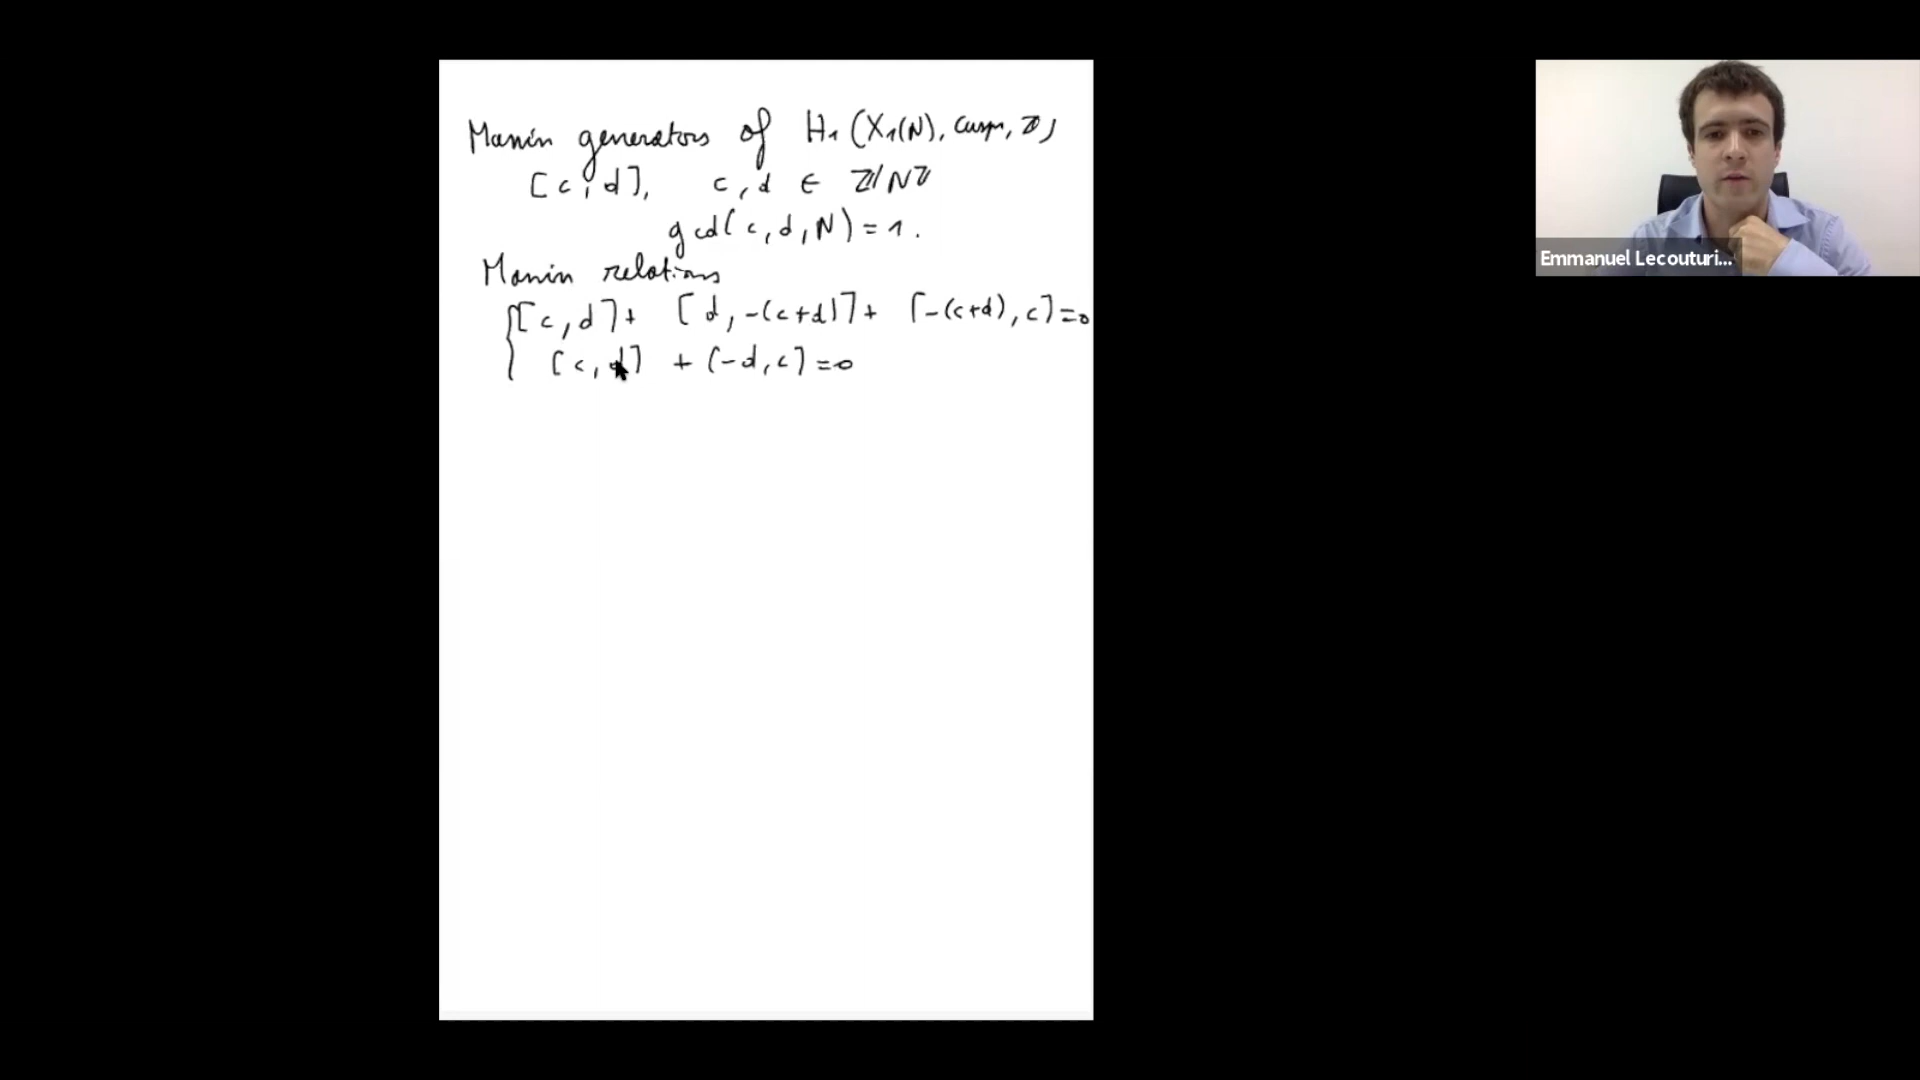 Manin generators of H₁(X₁(N), cusps, ℤ)
[c, d], c, d ∈ ℤ/Nℤ
gcd(c, d, N) = 1.
Manin relations
{ [c, d] + [d, -(c+d)] + [-(c+d), c] = 0
[c, d] + [-d, c] = 0
Emmanuel Lecouturi...